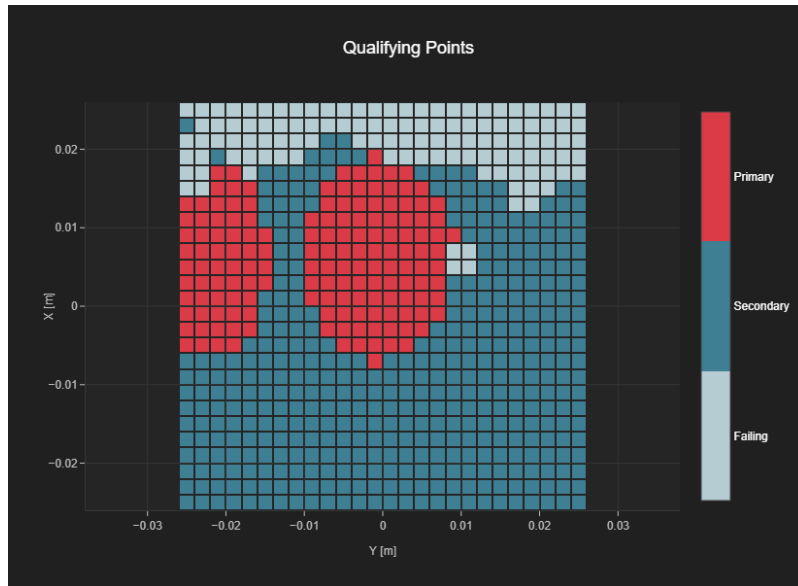 Qualifying Points
Primary
Secondary
Failing
X [m]
0.02
0.01
0
−0.01
−0.02
−0.03
−0.02
−0.01
0
0.01
0.02
0.03
Y [m]